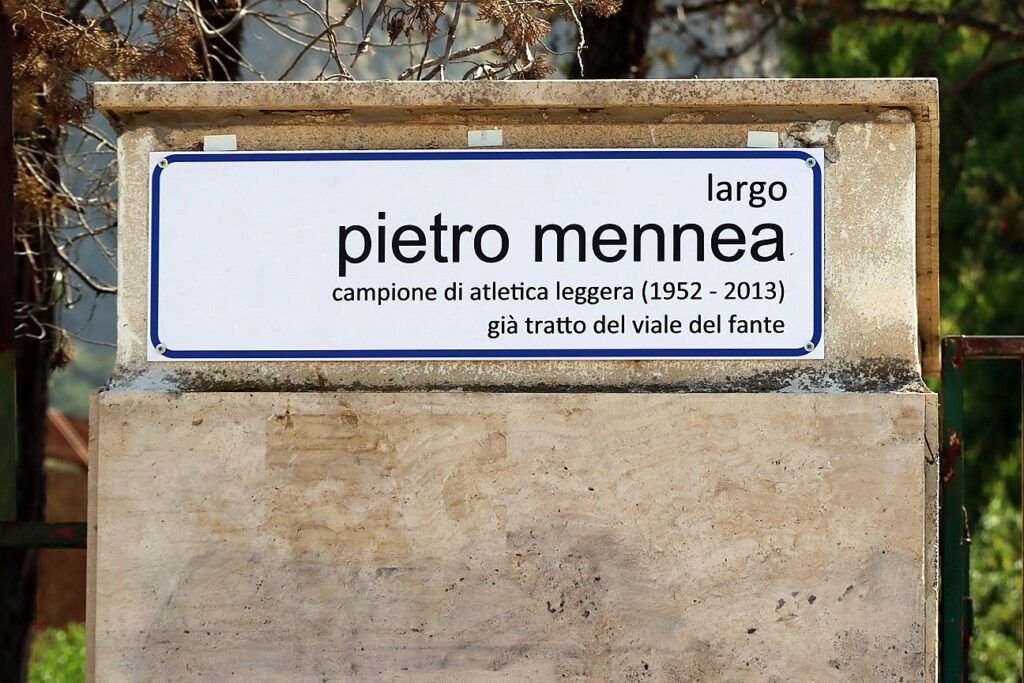 largo
pietro mennea
campione di atletica leggera (1952 - 2013)
già tratto del viale del fante